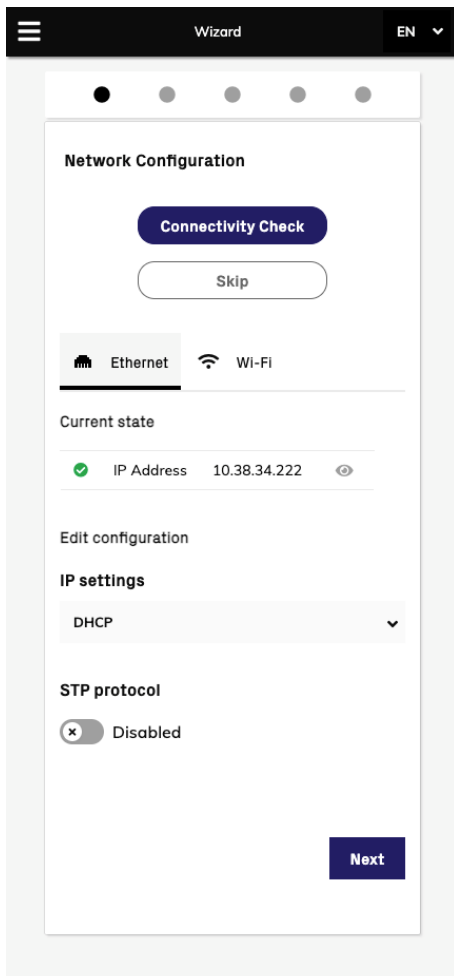 Wizard EN
Network Configuration
Connectivity Check
Skip
Ethernet Wi-Fi
Current state
IP Address 10.38.34.222
Edit configuration
IP settings
DHCP
STP protocol
Disabled
Next